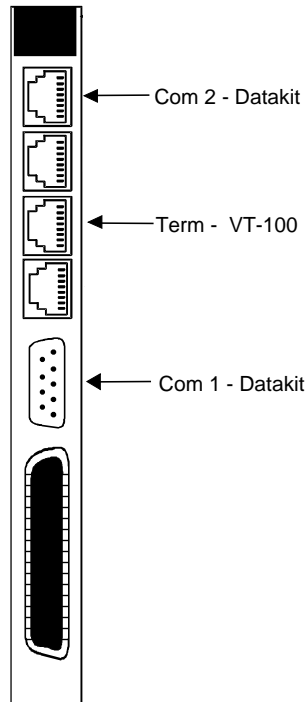 Com 2 - Datakit
Term - VT-100
Com 1 - Datakit